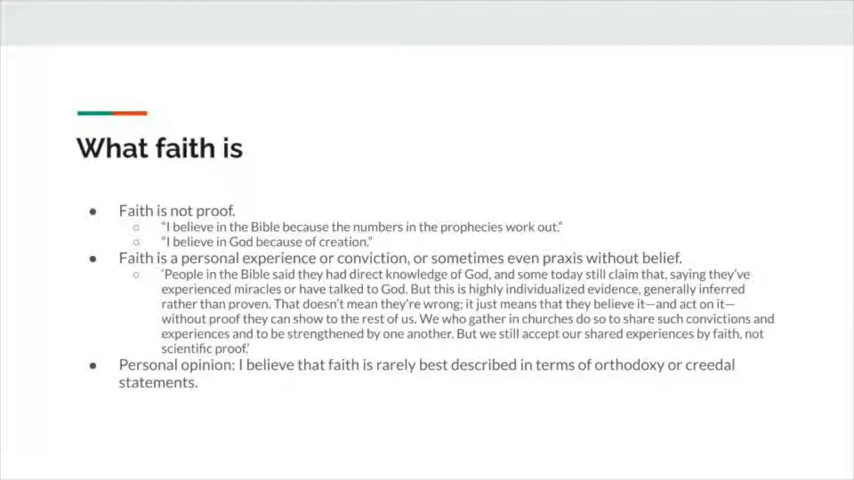 What faith is
● Faith is not proof.
○ "I believe in the Bible because the numbers in the prophecies work out."
○ "I believe in God because of creation."
● Faith is a personal experience or conviction, or sometimes even praxis without belief.
○ 'People in the Bible said they had direct knowledge of God, and some today still claim that, saying they've
experienced miracles or have talked to God. But this is highly individualized evidence, generally inferred
rather than proven. That doesn't mean they're wrong; it just means that they believe it—and act on it—
without proof they can show to the rest of us. We who gather in churches do so to share such convictions and
experiences and to be strengthened by one another. But we still accept our shared experiences by faith, not
scientific proof.'
● Personal opinion: I believe that faith is rarely best described in terms of orthodoxy or creedal
statements.